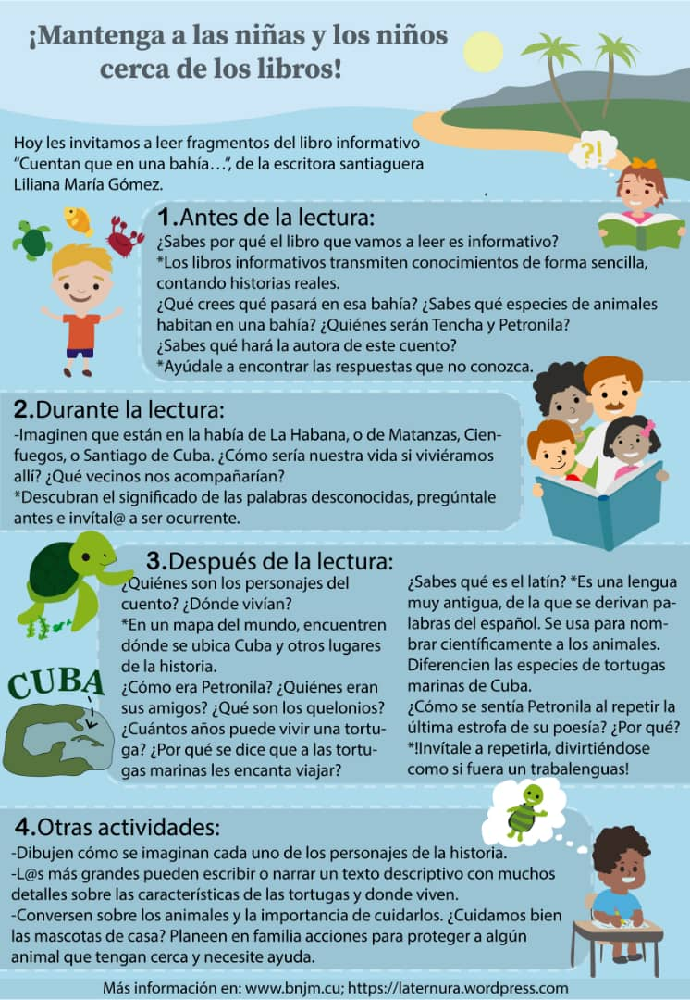 ¡Mantenga a las niñas y los niños
cerca de los libros!
Hoy les invitamos a leer fragmentos del libro informativo
“Cuentan que en una bahía…”, de la escritora santiaguera
Liliana María Gómez.
?!
1.Antes de la lectura:
¿Sabes por qué el libro que vamos a leer es informativo?
*Los libros informativos transmiten conocimientos de forma sencilla,
contando historias reales.
¿Qué crees qué pasará en esa bahía? ¿Sabes qué especies de animales
habitan en una bahía? ¿Quiénes serán Tencha y Petronila?
¿Sabes qué hará la autora de este cuento?
*Ayúdale a encontrar las respuestas que no conozca.
2.Durante la lectura:
-Imaginen que están en la había de La Habana, o de Matanzas, Cien-
fuegos, o Santiago de Cuba. ¿Cómo sería nuestra vida si viviéramos
allí? ¿Qué vecinos nos acompañarían?
*Descubran el significado de las palabras desconocidas, pregúntale
antes e invítal@ a ser ocurrente.
3.Después de la lectura:
¿Quiénes son los personajes del
cuento? ¿Dónde vivían?
*En un mapa del mundo, encuentren
dónde se ubica Cuba y otros lugares
de la historia.
¿Cómo era Petronila? ¿Quiénes eran
sus amigos? ¿Qué son los quelonios?
¿Cuántos años puede vivir una tortu-
ga? ¿Por qué se dice que a las tortu-
gas marinas les encanta viajar?
¿Sabes qué es el latín? *Es una lengua
muy antigua, de la que se derivan pa-
labras del español. Se usa para nom-
brar científicamente a los animales.
Diferencien las especies de tortugas
marinas de Cuba.
¿Cómo se sentía Petronila al repetir la
última estrofa de su poesía? ¿Por qué?
*!Invítale a repetirla, divirtiéndose
como si fuera un trabalenguas!
CUBA
4.Otras actividades:
-Dibujen cómo se imaginan cada uno de los personajes de la historia.
-L@s más grandes pueden escribir o narrar un texto descriptivo con muchos
detalles sobre las características de las tortugas y donde viven.
-Conversen sobre los animales y la importancia de cuidarlos. ¿Cuidamos bien
las mascotas de casa? Planeen en familia acciones para proteger a algún
animal que tengan cerca y necesite ayuda.
Más información en: www.bnjm.cu; https://laternura.wordpress.com